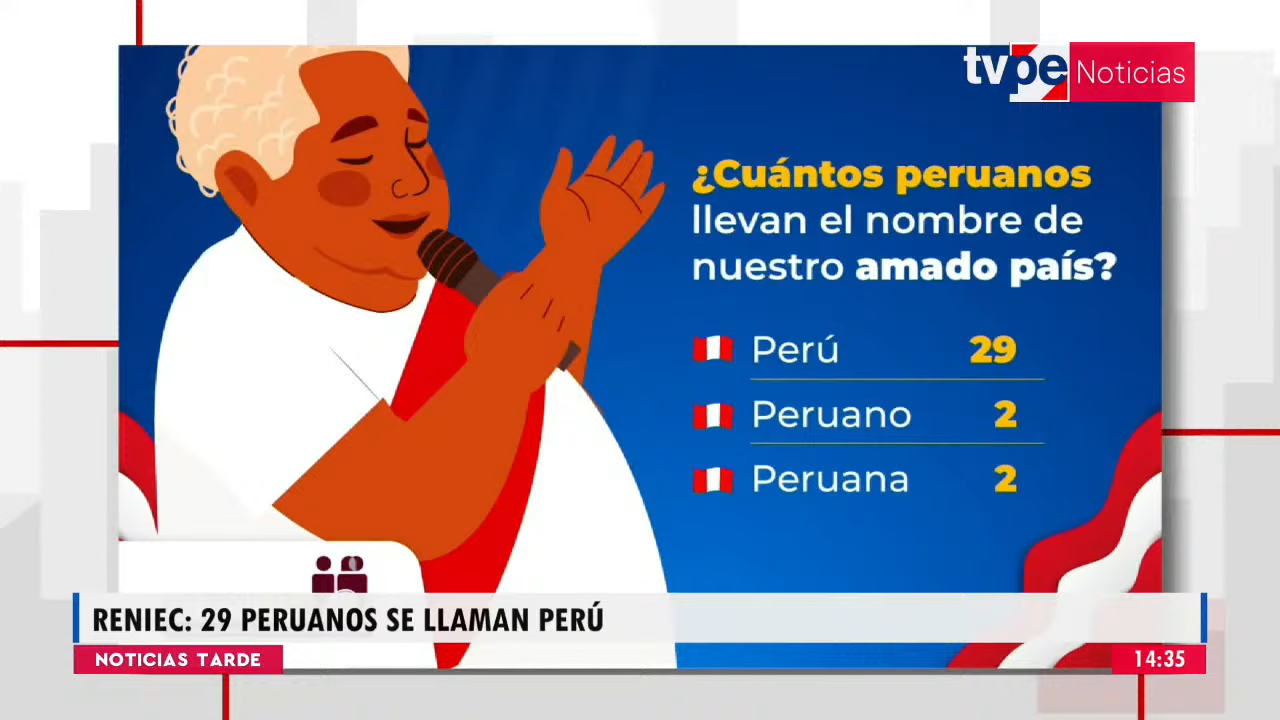 tvpe Noticias
¿Cuántos peruanos
llevan el nombre de
nuestro amado país?
Perú 29
Peruano 2
Peruana 2
RENIEC: 29 PERUANOS SE LLAMAN PERÚ
NOTICIAS TARDE 14:35